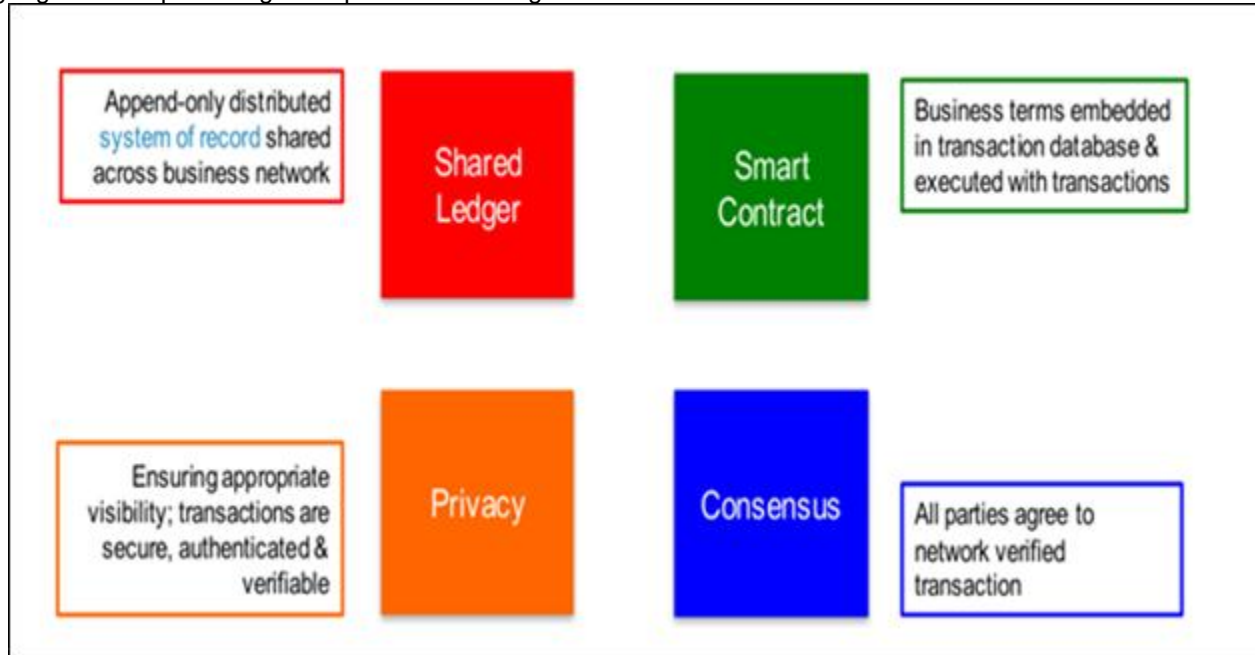 Append-only distributed
system of record shared
across business network
Shared
Ledger
Smart
Contract
Business terms embedded
in transaction database &
executed with transactions
Ensuring appropriate
visibility; transactions are
secure, authenticated &
verifiable
Privacy
Consensus
All parties agree to
network verified
transaction